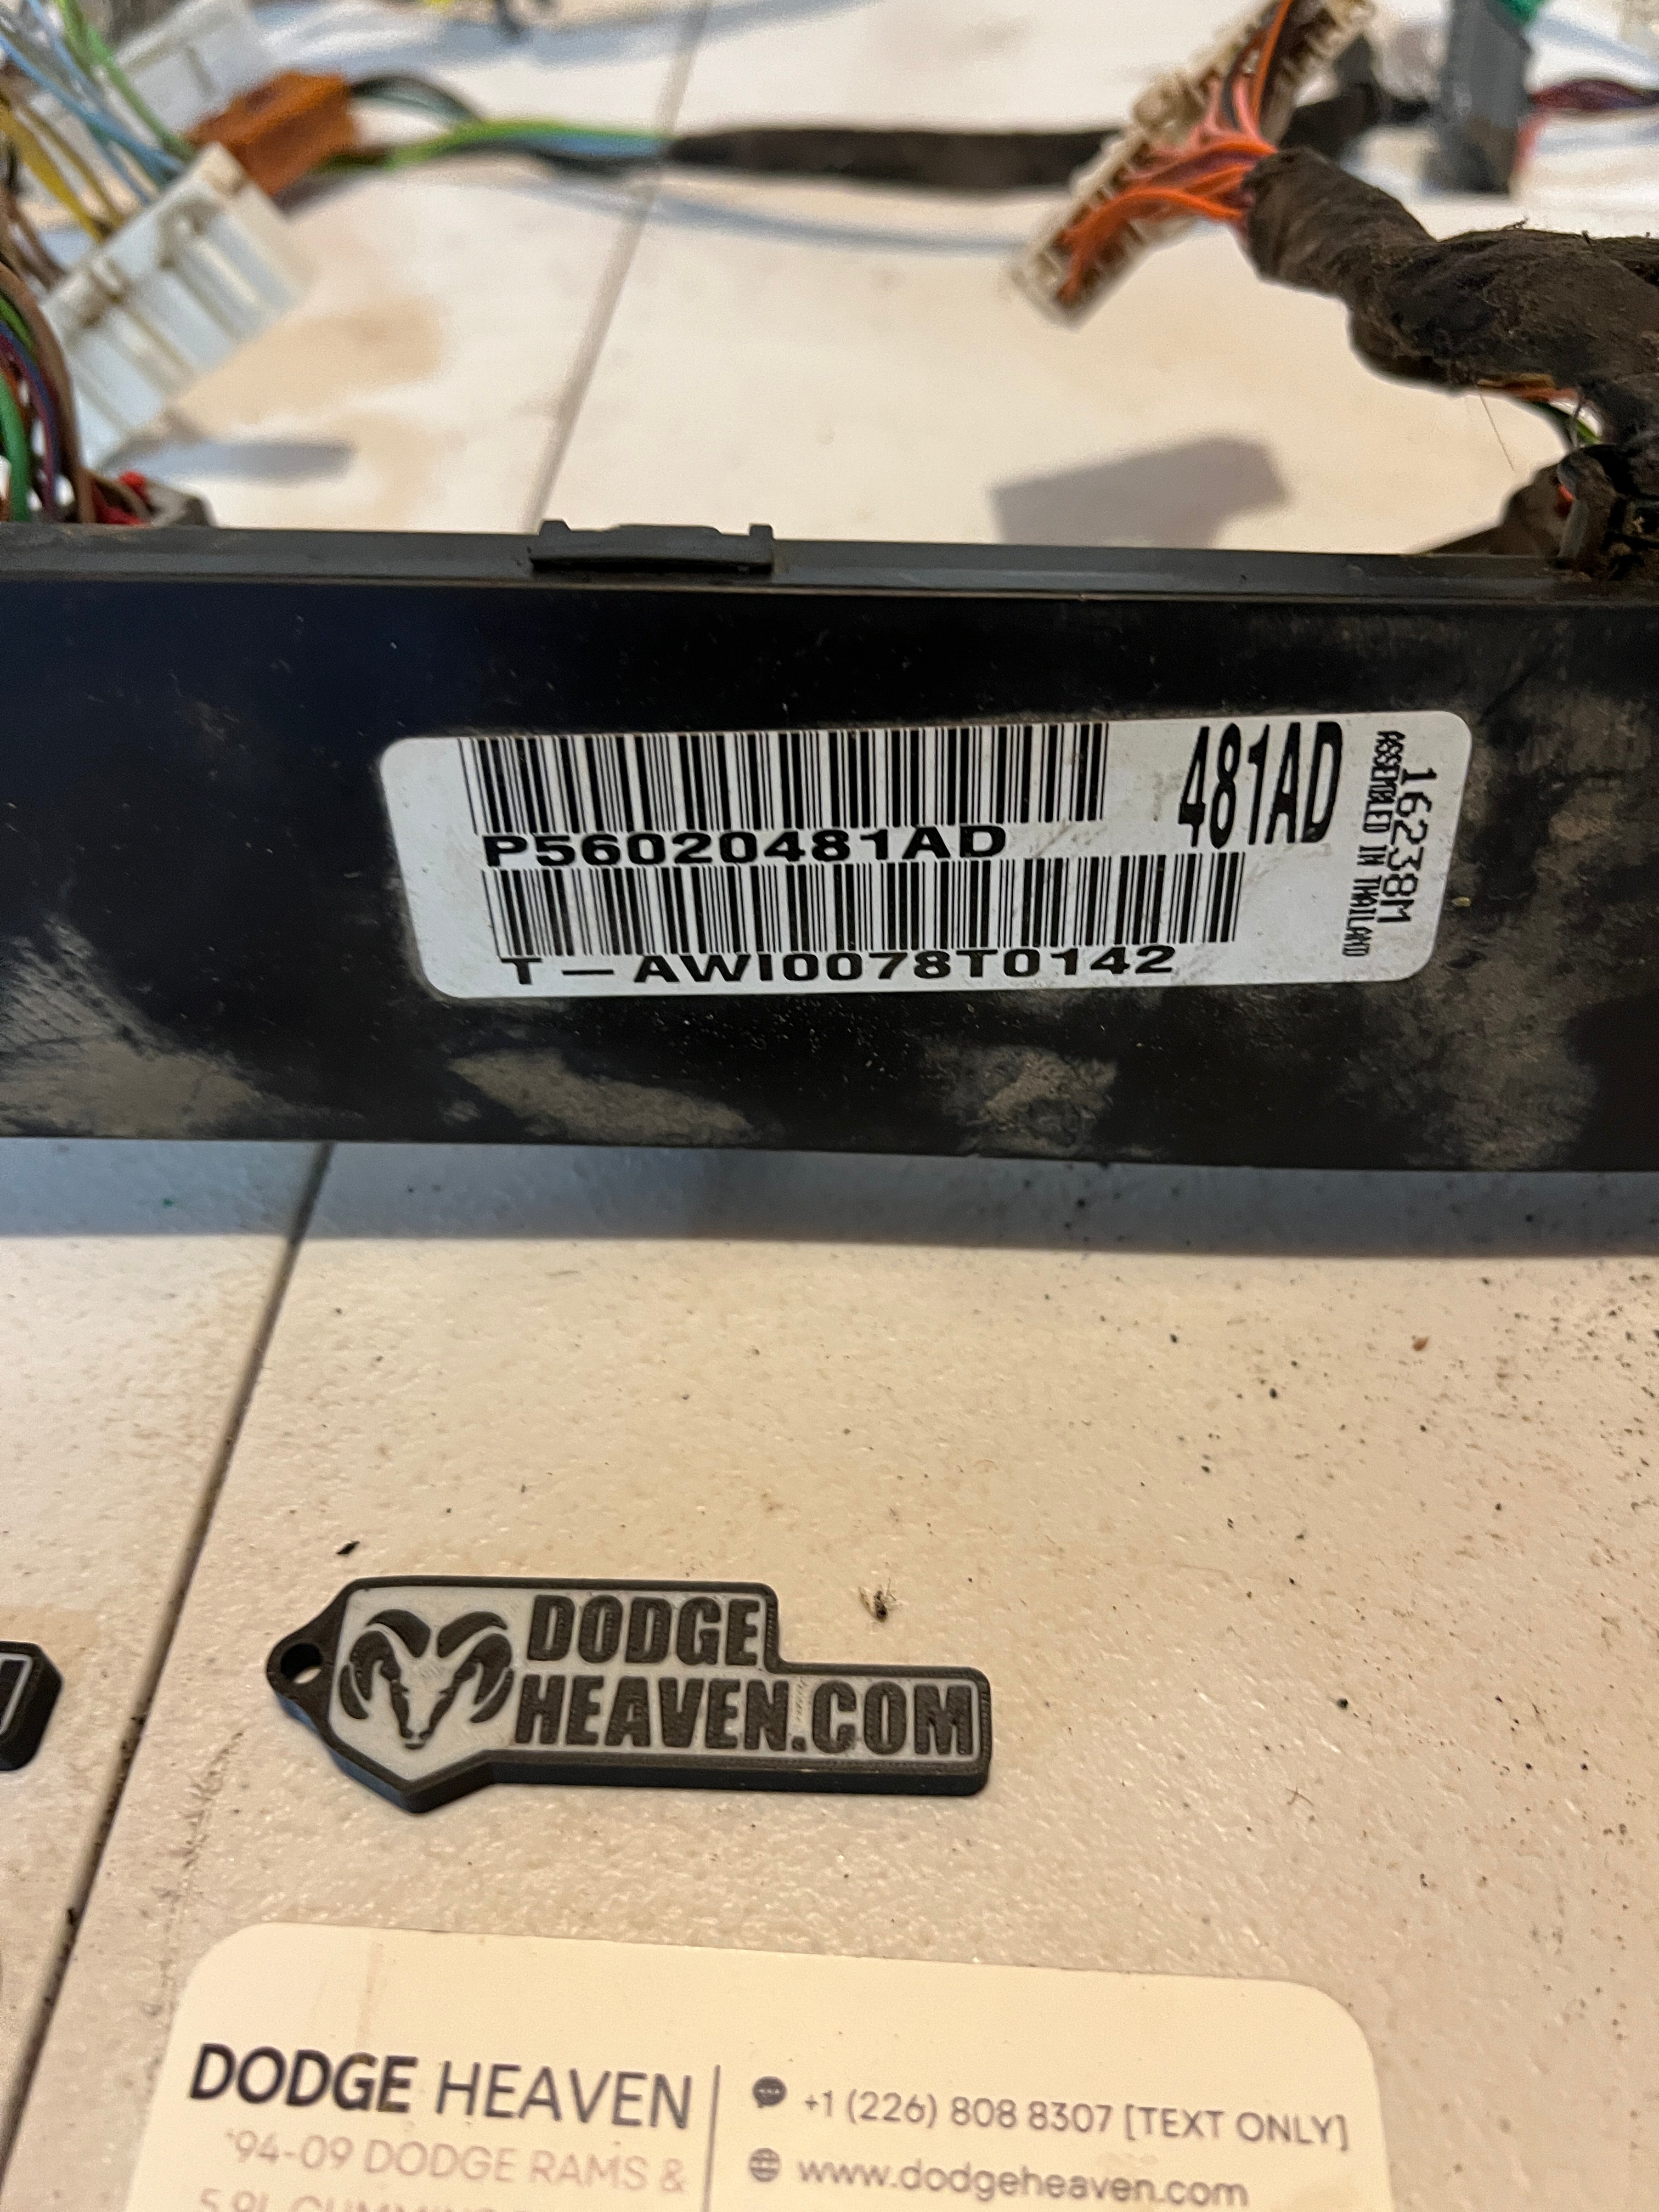 P56020481AD
481AD
T-AWI0078T0142
16238M
ASSEMBLED IN THAILAND
DODGE
HEAVEN.COM
DODGE HEAVEN
'94-09 DODGE RAMS &
+1 (226) 808 8307 [TEXT ONLY]
www.dodgeheaven.com